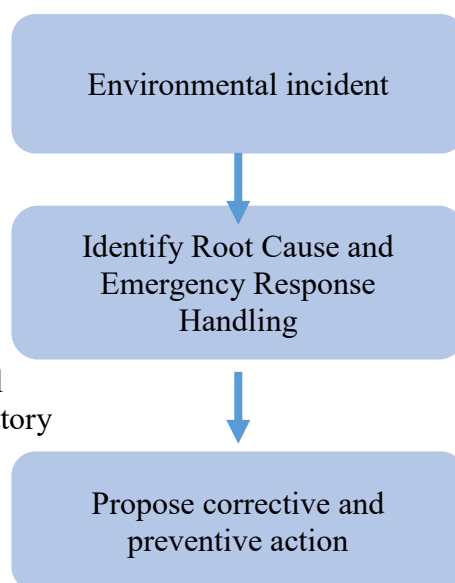 Environmental incident
Identify Root Cause and
Emergency Response
Handling
Propose corrective and
preventive action